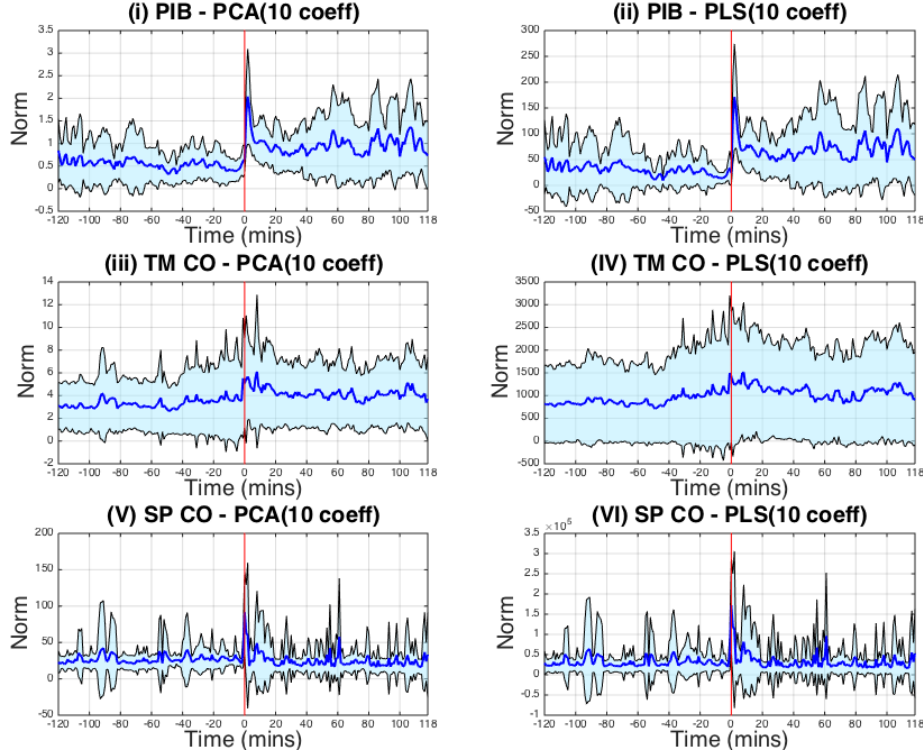 (i) PIB - PCA(10 coeff)
3.5
3
2.5
2
1.5
1
0.5
0
-0.5
Norm
-120 -100 -80 -60 -40 -20 0 20 40 60 80 100 118
Time (mins)
(ii) PIB - PLS(10 coeff)
300
250
200
150
100
50
0
-50
Norm
-120 -100 -80 -60 -40 -20 0 20 40 60 80 100 118
Time (mins)
(iii) TM CO - PCA(10 coeff)
14
12
10
8
6
4
2
0
-2
Norm
-120 -100 -80 -60 -40 -20 0 20 40 60 80 100 118
Time (mins)
(IV) TM CO - PLS(10 coeff)
3500
3000
2500
2000
1500
1000
500
0
-500
Norm
-120 -100 -80 -60 -40 -20 0 20 40 60 80 100 118
Time (mins)
(V) SP CO - PCA(10 coeff)
200
150
100
50
0
-50
Norm
-120 -100 -80 -60 -40 -20 0 20 40 60 80 100 118
Time (mins)
(VI) SP CO - PLS(10 coeff)
×10⁵
3.5
3
2.5
2
1.5
1
0.5
0
-0.5
-1
Norm
-120 -100 -80 -60 -40 -20 0 20 40 60 80 100 118
Time (mins)